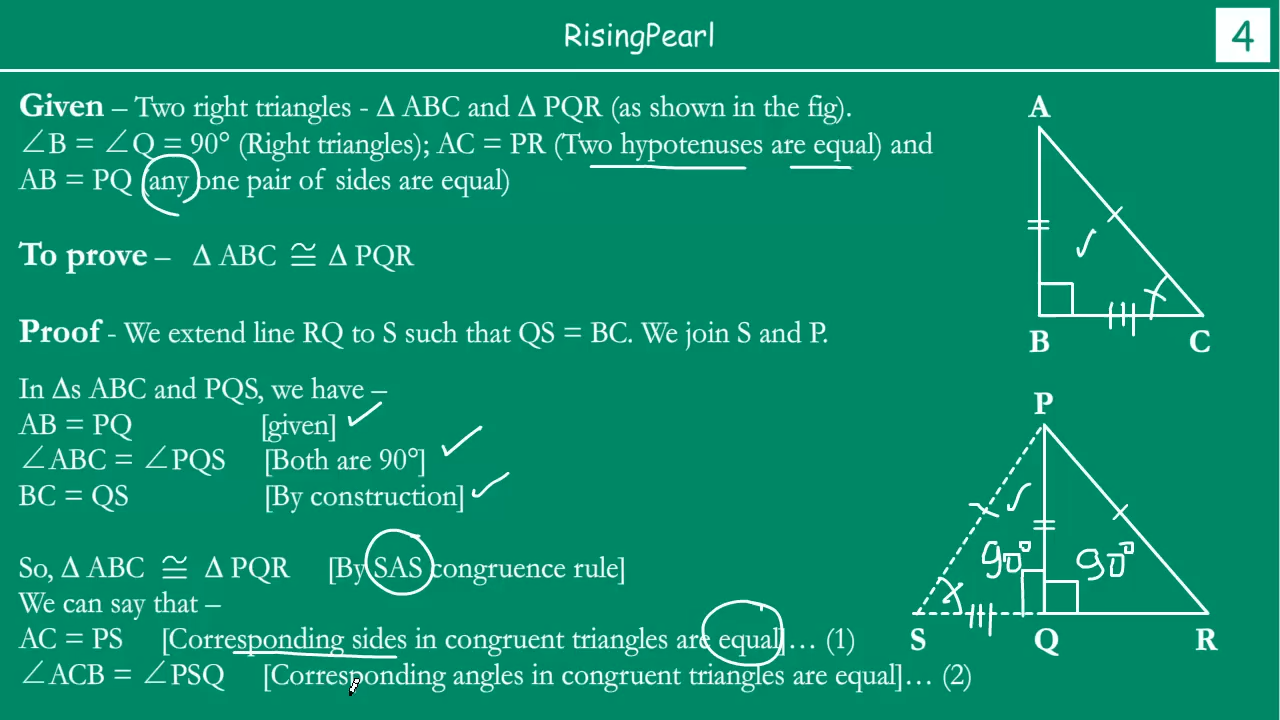 RisingPearl
4
Given – Two right triangles - Δ ABC and Δ PQR (as shown in the fig).
∠B = ∠Q = 90° (Right triangles); AC = PR (Two hypotenuses are equal) and
AB = PQ (any one pair of sides are equal)
To prove – Δ ABC ≅ Δ PQR
Proof - We extend line RQ to S such that QS = BC. We join S and P.
In Δs ABC and PQS, we have –
AB = PQ [given]
∠ABC = ∠PQS [Both are 90°]
BC = QS [By construction]
So, Δ ABC ≅ Δ PQR [By SAS congruence rule]
We can say that –
AC = PS [Corresponding sides in congruent triangles are equal]… (1)
∠ACB = ∠PSQ [Corresponding angles in congruent triangles are equal]… (2)
A
B C
P
90° 90°
S Q R